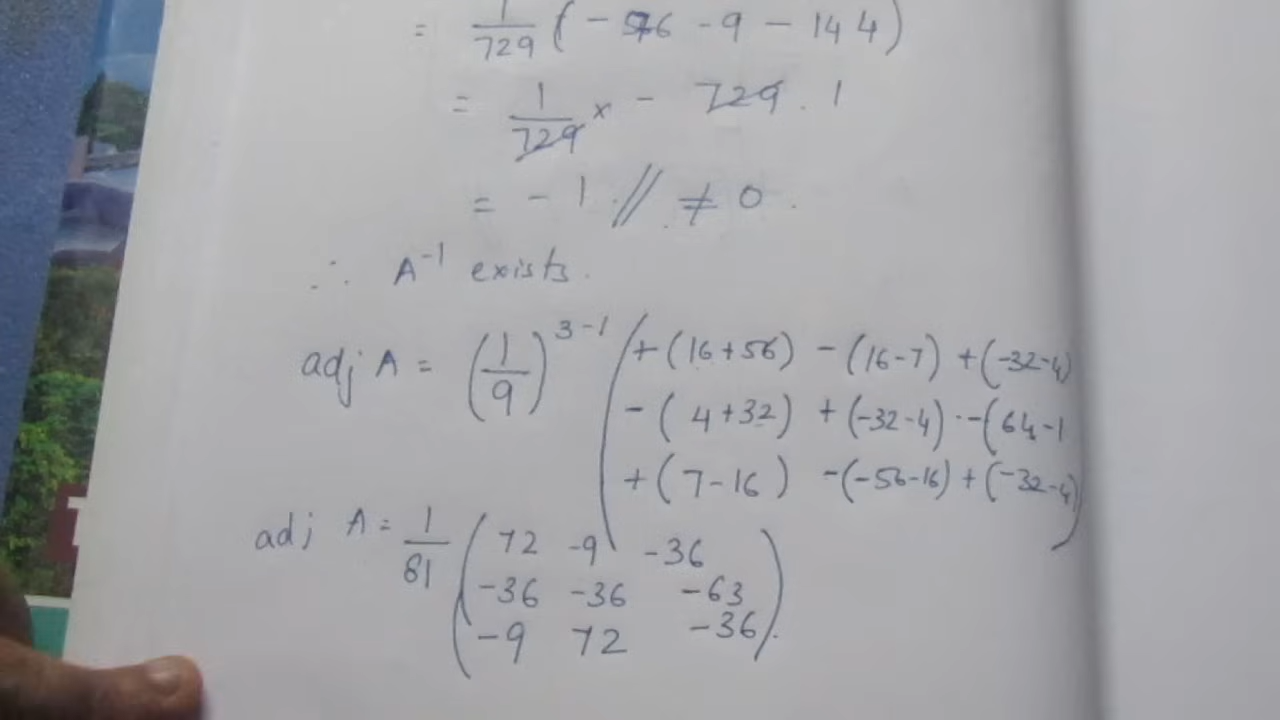 = 1/729 ( - 576 - 9 - 144 )
= 1/729 x - 729 . 1
= - 1 // ≠ 0 .
∴ A⁻¹ exists .
adj A = (1/9)³⁻¹ ( +(16+56) -(16-7) +(-32-4)
-(4+32) +(-32-4) -(64-1
+(7-16) -(-56-16) +(-32-4) )
adj A = 1/81 ( 72 -9 -36
-36 -36 -63
-9 72 -36 ) .